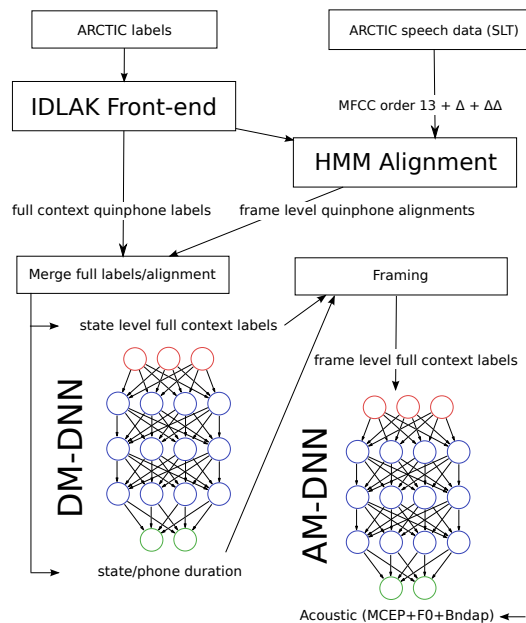 ARCTIC labels
ARCTIC speech data (SLT)
IDLAK Front-end
MFCC order 13 + Δ + ΔΔ
HMM Alignment
full context quinphone labels
frame level quinphone alignments
Merge full labels/alignment
Framing
state level full context labels
frame level full context labels
DM-DNN
AM-DNN
state/phone duration
Acoustic (MCEP+F0+Bndap)